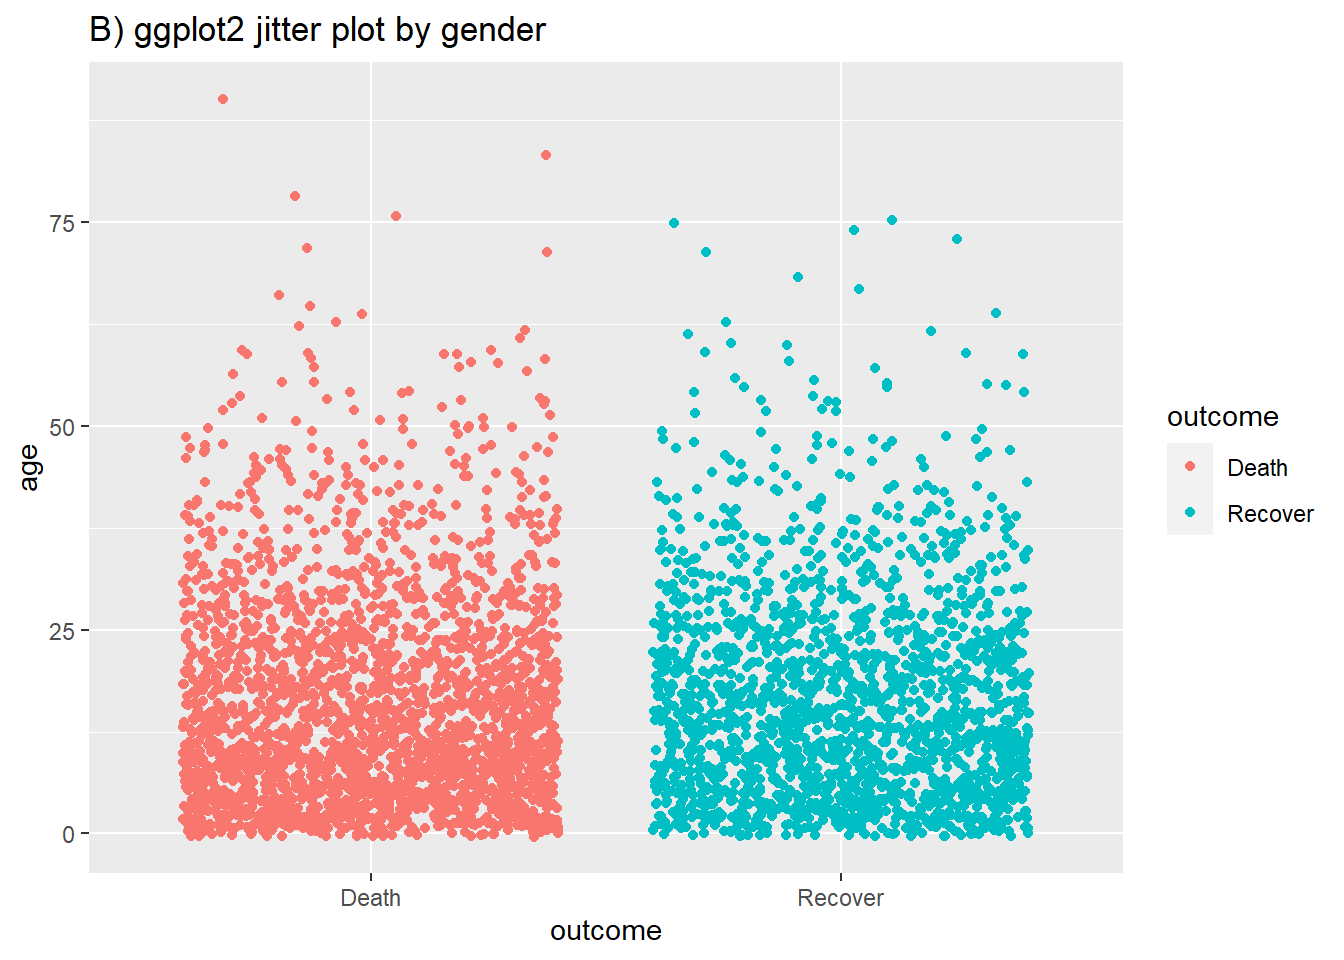 B) ggplot2 jitter plot by gender
75
50
25
0
age
Death
Recover
outcome
outcome
Death
Recover